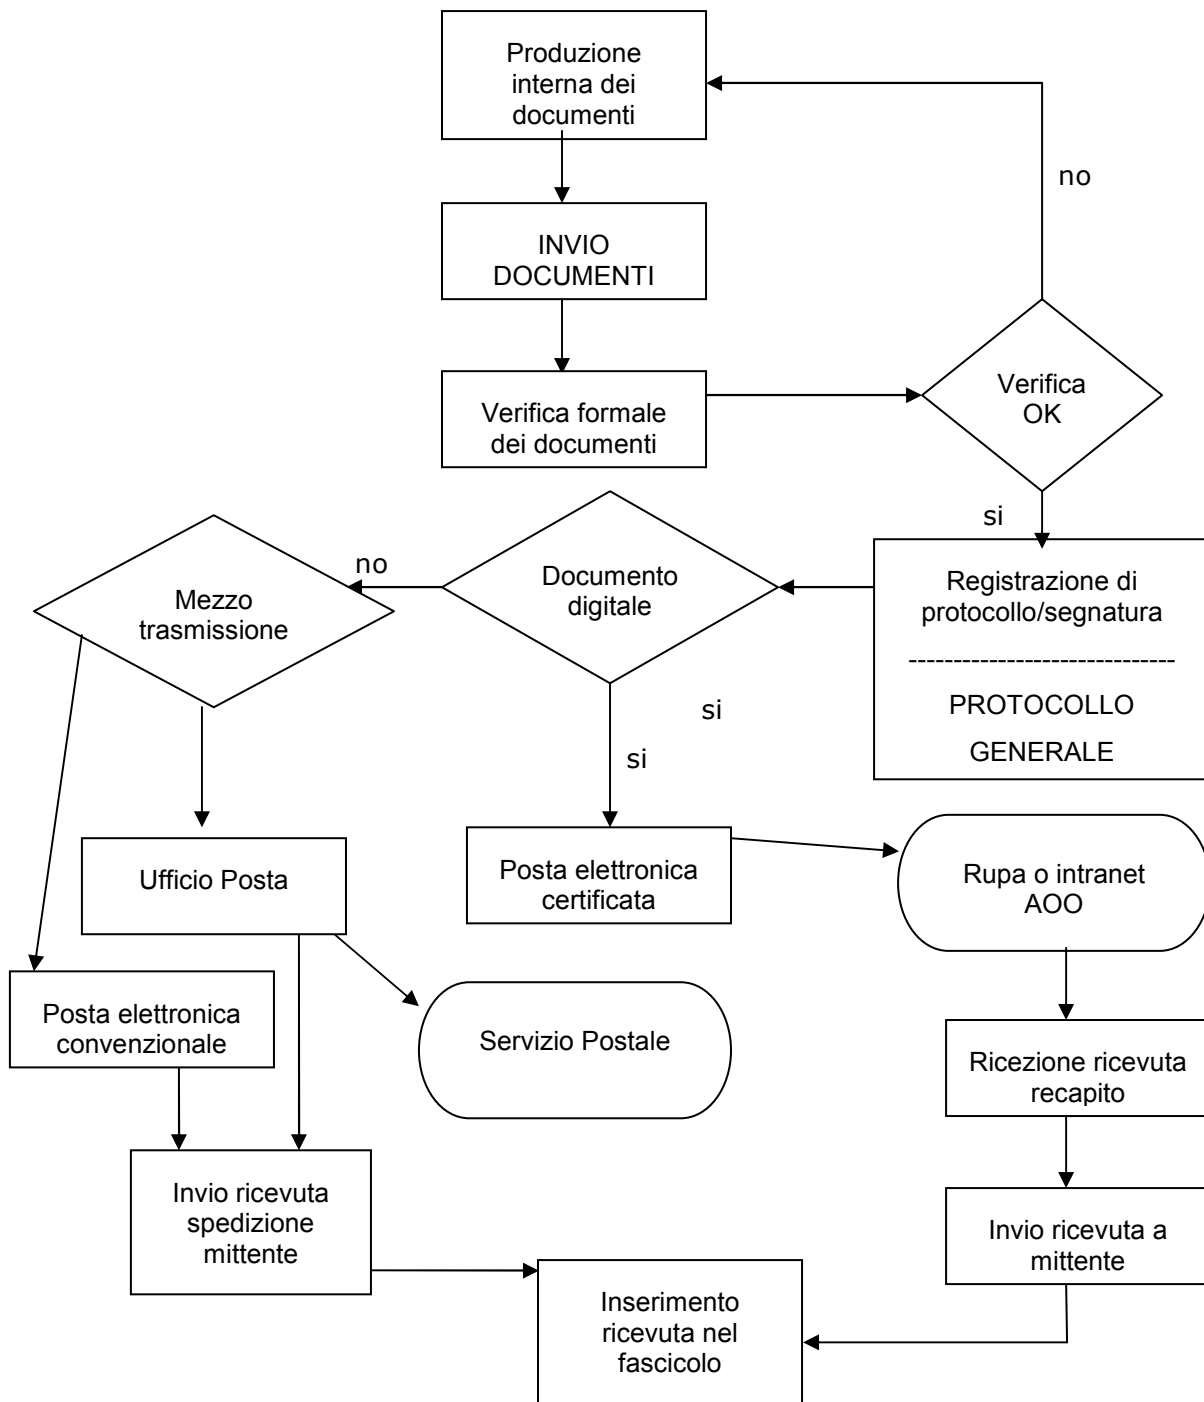 Produzione
interna dei
documenti
no
INVIO
DOCUMENTI
Verifica
OK
Verifica formale
dei documenti
si
no
Documento
digitale
Mezzo
trasmissione
Registrazione di
protocollo/segnatura
------------------------------
PROTOCOLLO
GENERALE
si
si
Ufficio Posta
Posta elettronica
certificata
Rupa o intranet
AOO
Posta elettronica
convenzionale
Servizio Postale
Ricezione ricevuta
recapito
Invio ricevuta
spedizione
mittente
Invio ricevuta a
mittente
Inserimento
ricevuta nel
fascicolo